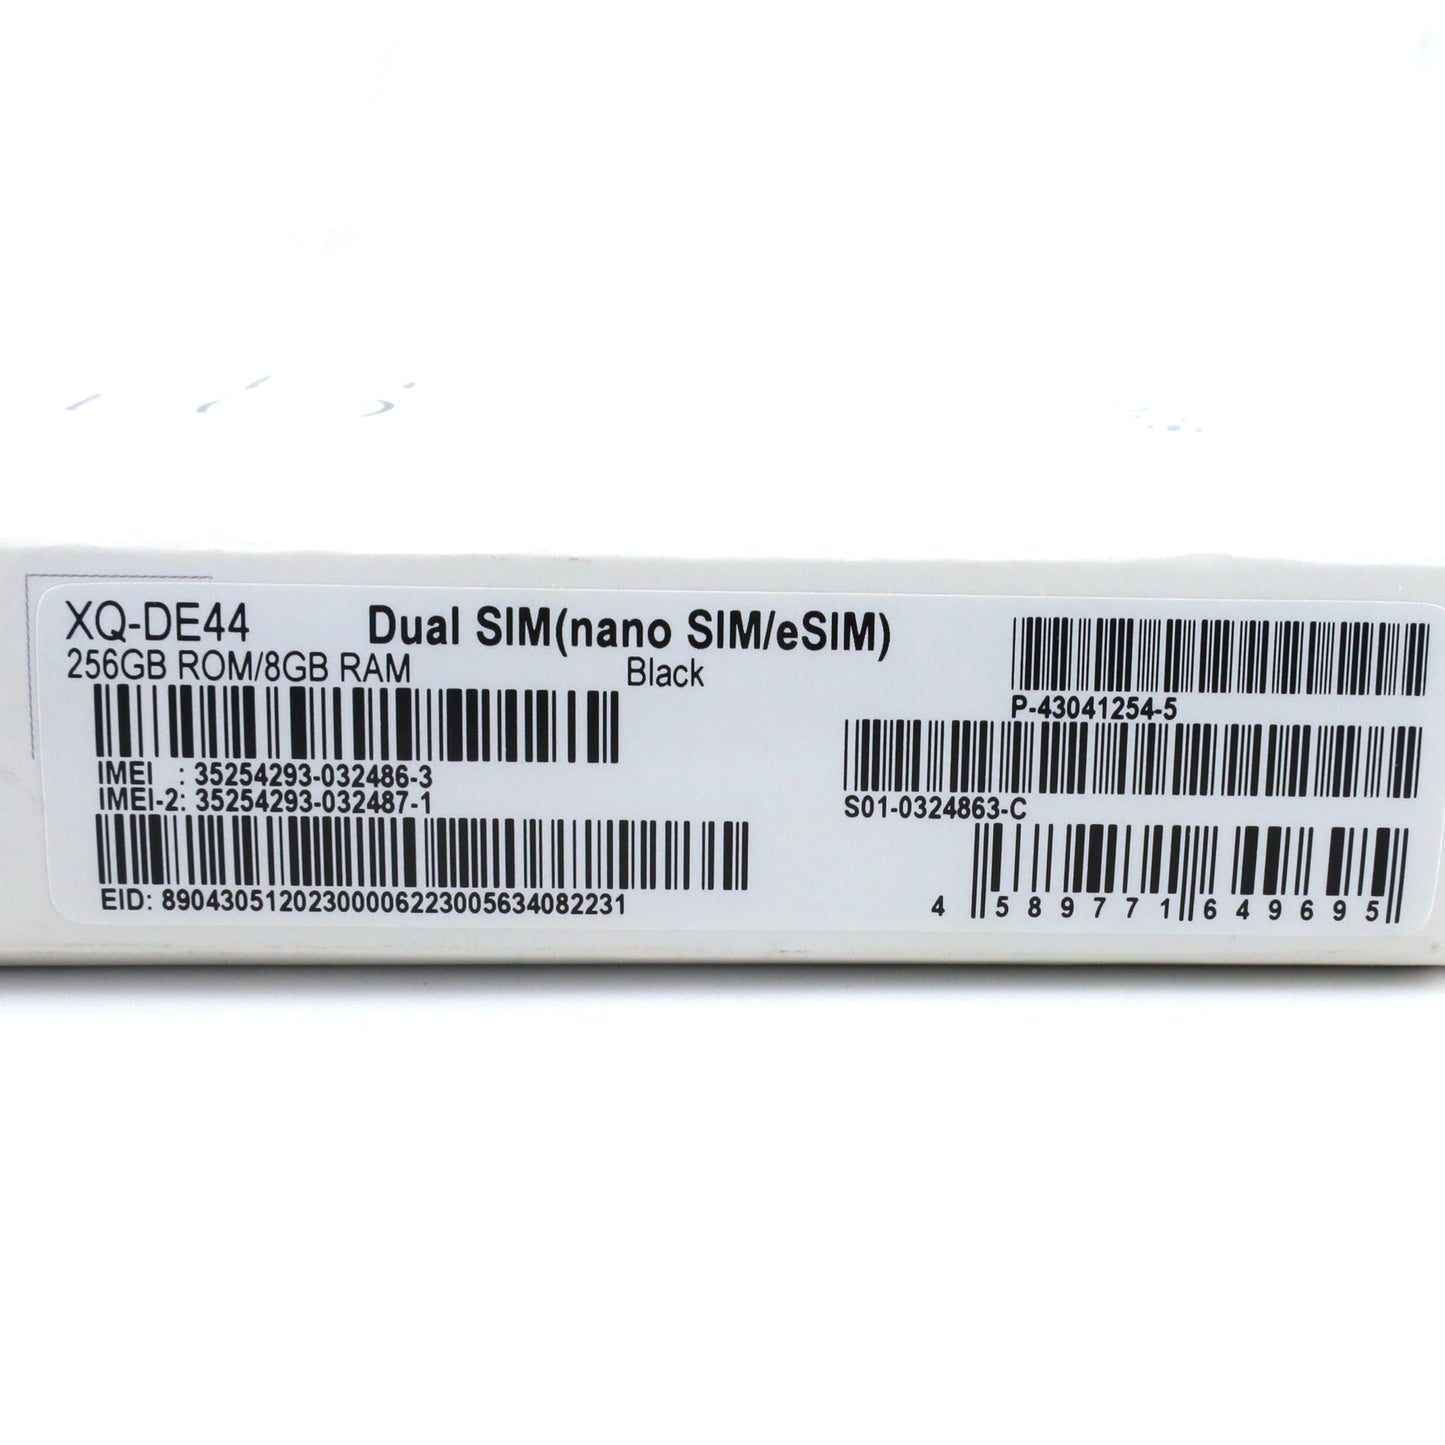 XQ-DE44 Dual SIM(nano SIM/eSIM)
256GB ROM/8GB RAM Black
P-43041254-5
IMEI : 35254293-032486-3
IMEI-2: 35254293-032487-1
S01-0324863-C
EID: 89043051202300006223005634082231
4 589771 649695